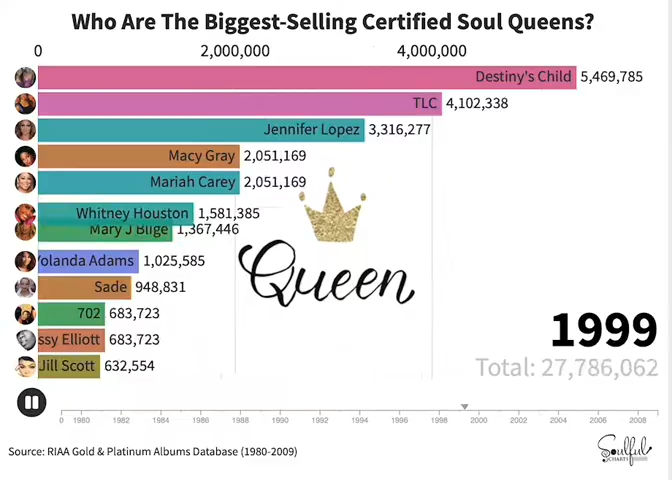 Who Are The Biggest-Selling Certified Soul Queens?
0 2,000,000 4,000,000
Destiny's Child 5,469,785
TLC 4,102,338
Jennifer Lopez 3,316,277
Macy Gray 2,051,169
Mariah Carey 2,051,169
Whitney Houston 1,581,385
Mary J Blige 1,367,446
Yolanda Adams 1,025,585
Sade 948,831
702 683,723
ssy Elliott 683,723
Jill Scott 632,554
Queen
1999
Total: 27,786,062
0 1980 1982 1984 1986 1988 1990 1992 1994 1996 1998 2000 2002 2004 2006 2008
Source: RIAA Gold & Platinum Albums Database (1980-2009)
Soulful
CHARTS